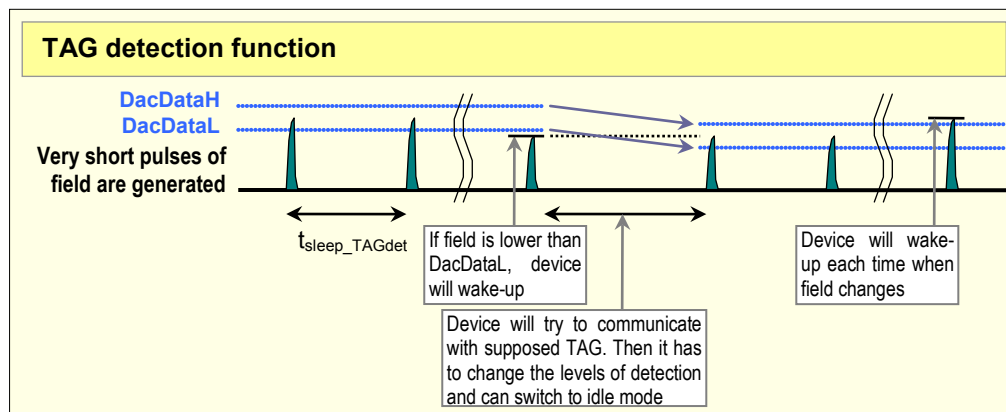 TAG detection function
DacDataH
DacDataL
Very short pulses of
field are generated
tsleep_TAGdet
If field is lower than
DacDataL, device
will wake-up
Device will wake-
up each time when
field changes
Device will try to communicate
with supposed TAG. Then it has
to change the levels of detection
and can switch to idle mode